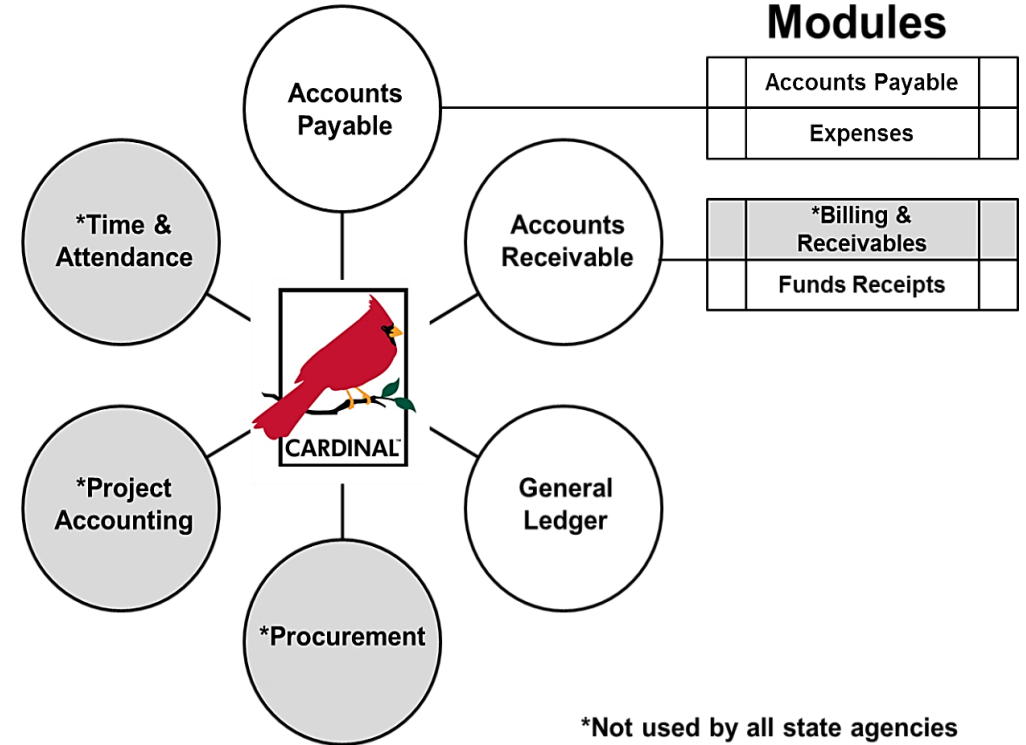 Modules
Accounts
Payable
Accounts Payable
Expenses
*Time &
Attendance
Accounts
Receivable
*Billing &
Receivables
Funds Receipts
CARDINAL™
*Project
Accounting
General
Ledger
*Procurement
*Not used by all state agencies